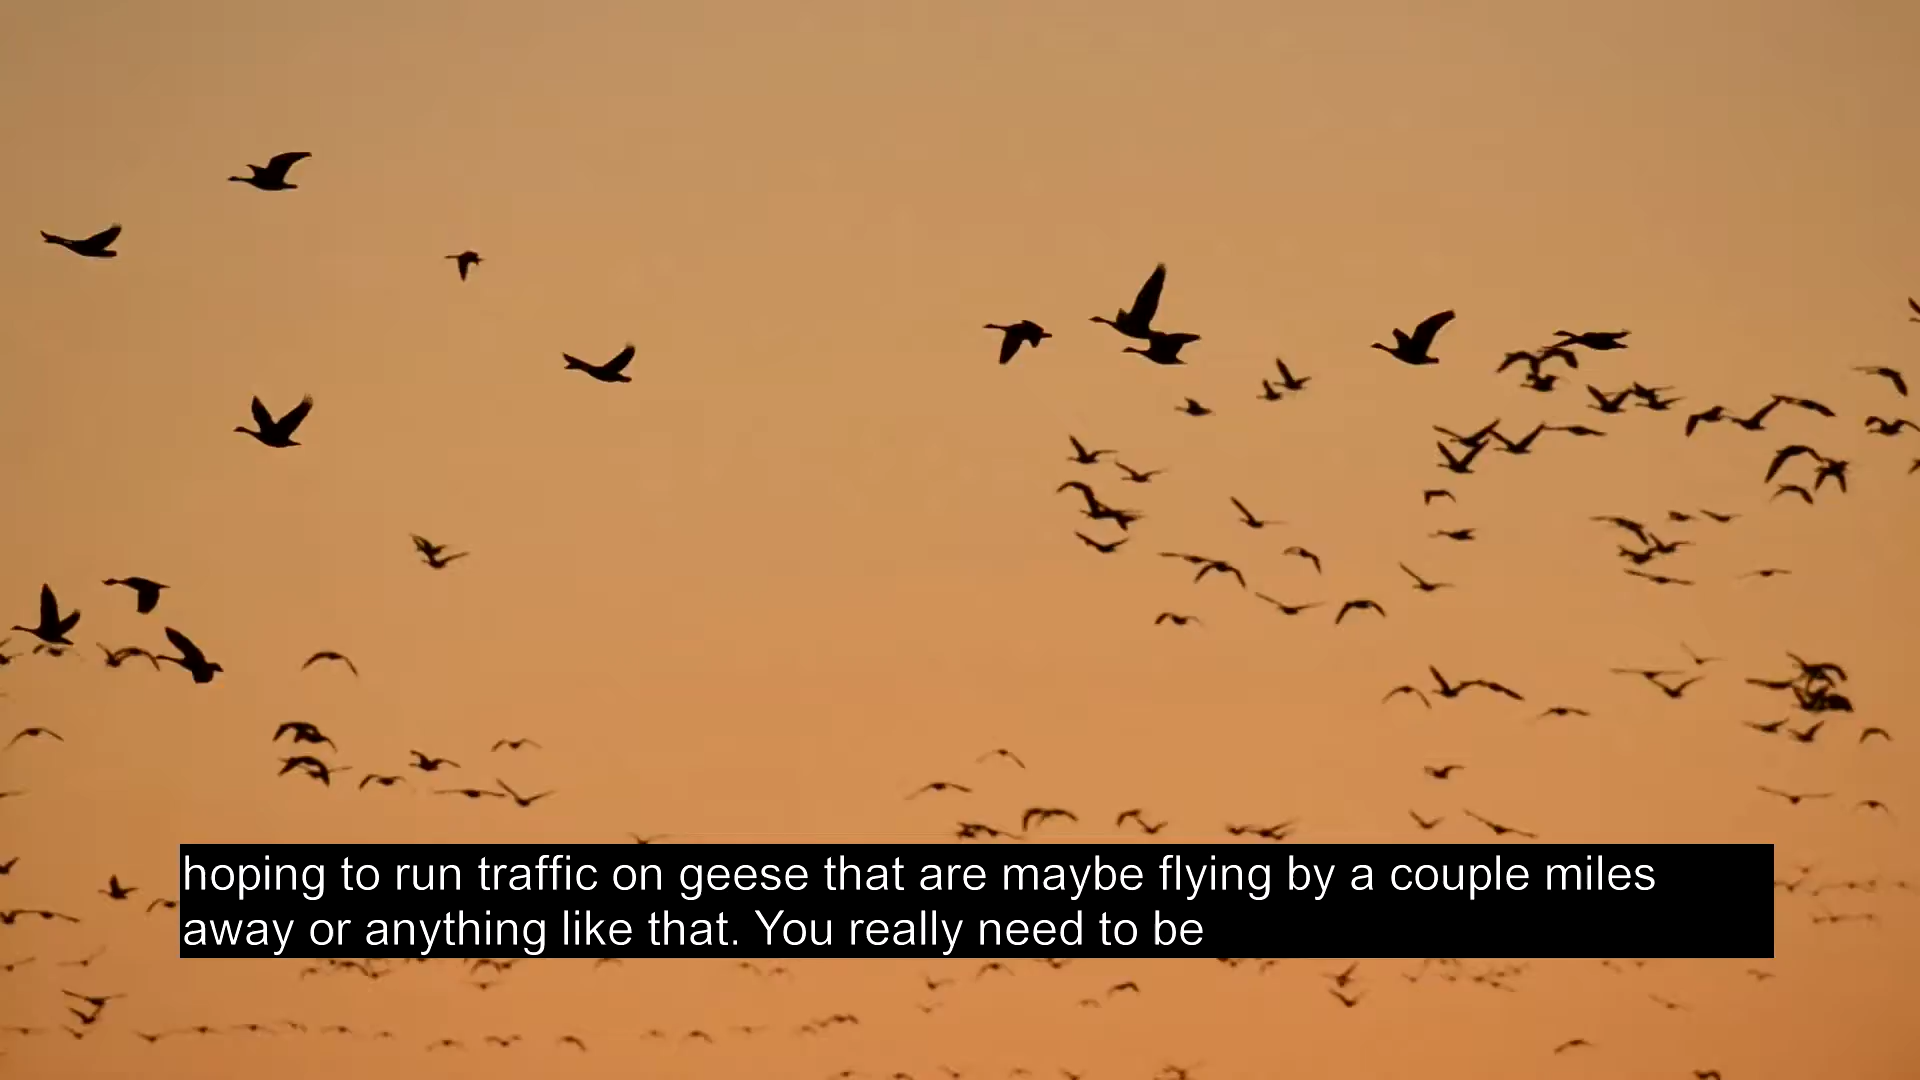 hoping to run traffic on geese that are maybe flying by a couple miles
away or anything like that. You really need to be